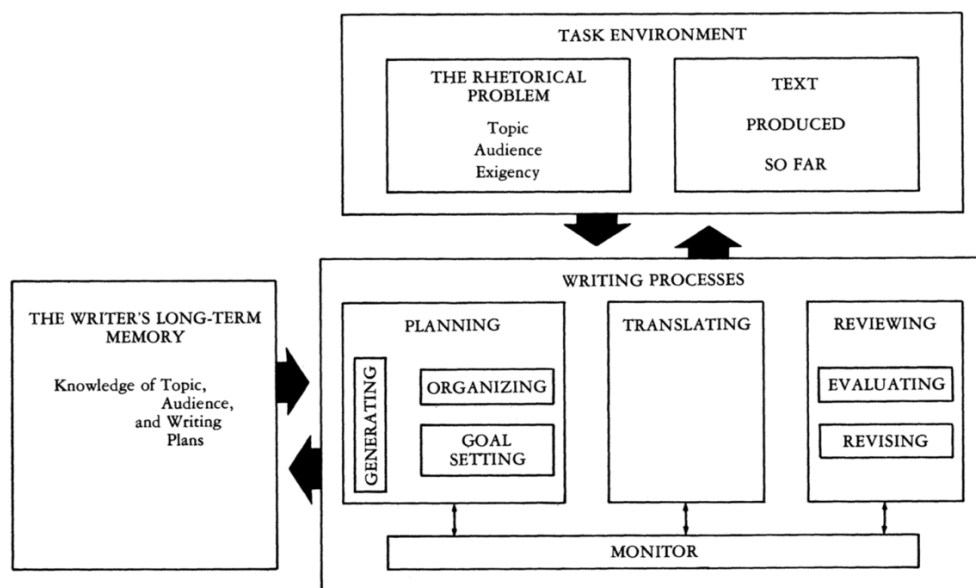 TASK ENVIRONMENT
THE RHETORICAL
PROBLEM
Topic
Audience
Exigency
TEXT
PRODUCED
SO FAR
THE WRITER'S LONG-TERM
MEMORY
Knowledge of Topic,
Audience,
and Writing
Plans
WRITING PROCESSES
PLANNING
GENERATING
ORGANIZING
GOAL
SETTING
TRANSLATING
REVIEWING
EVALUATING
REVISING
MONITOR